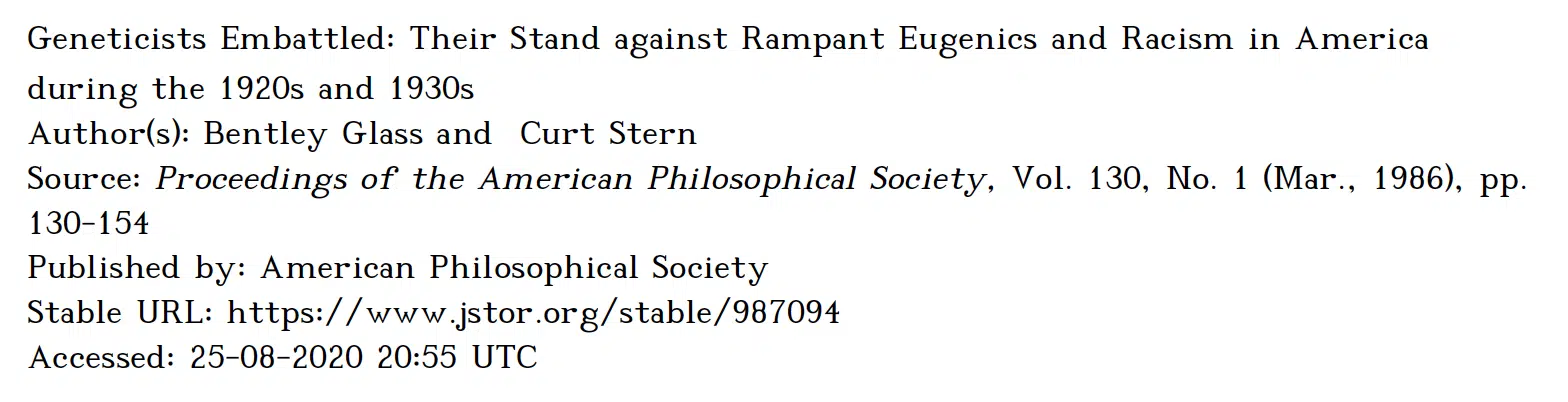 Geneticists Embattled: Their Stand against Rampant Eugenics and Racism in America
during the 1920s and 1930s
Author(s): Bentley Glass and  Curt Stern
Source: Proceedings of the American Philosophical Society, Vol. 130, No. 1 (Mar., 1986), pp.
130-154
Published by: American Philosophical Society
Stable URL: https://www.jstor.org/stable/987094
Accessed: 25-08-2020 20:55 UTC